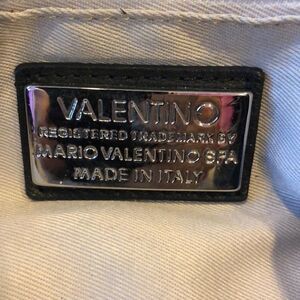 VALENTINO
REGISTERED TRADEMARK BY
MARIO VALENTINO SPA
MADE IN ITALY